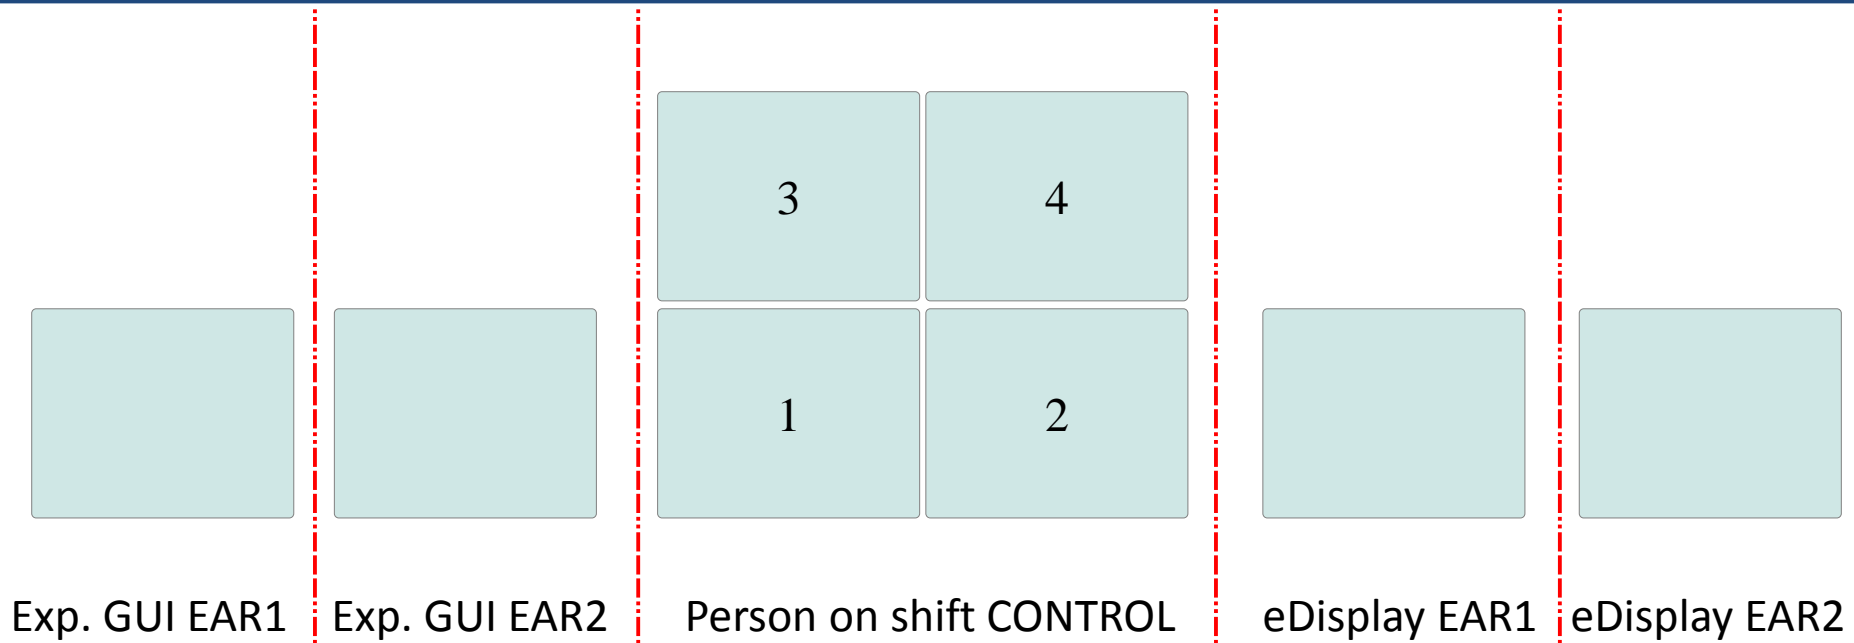 3
4
1
2
Exp. GUI EAR1
Exp. GUI EAR2
Person on shift CONTROL
eDisplay EAR1
eDisplay EAR2